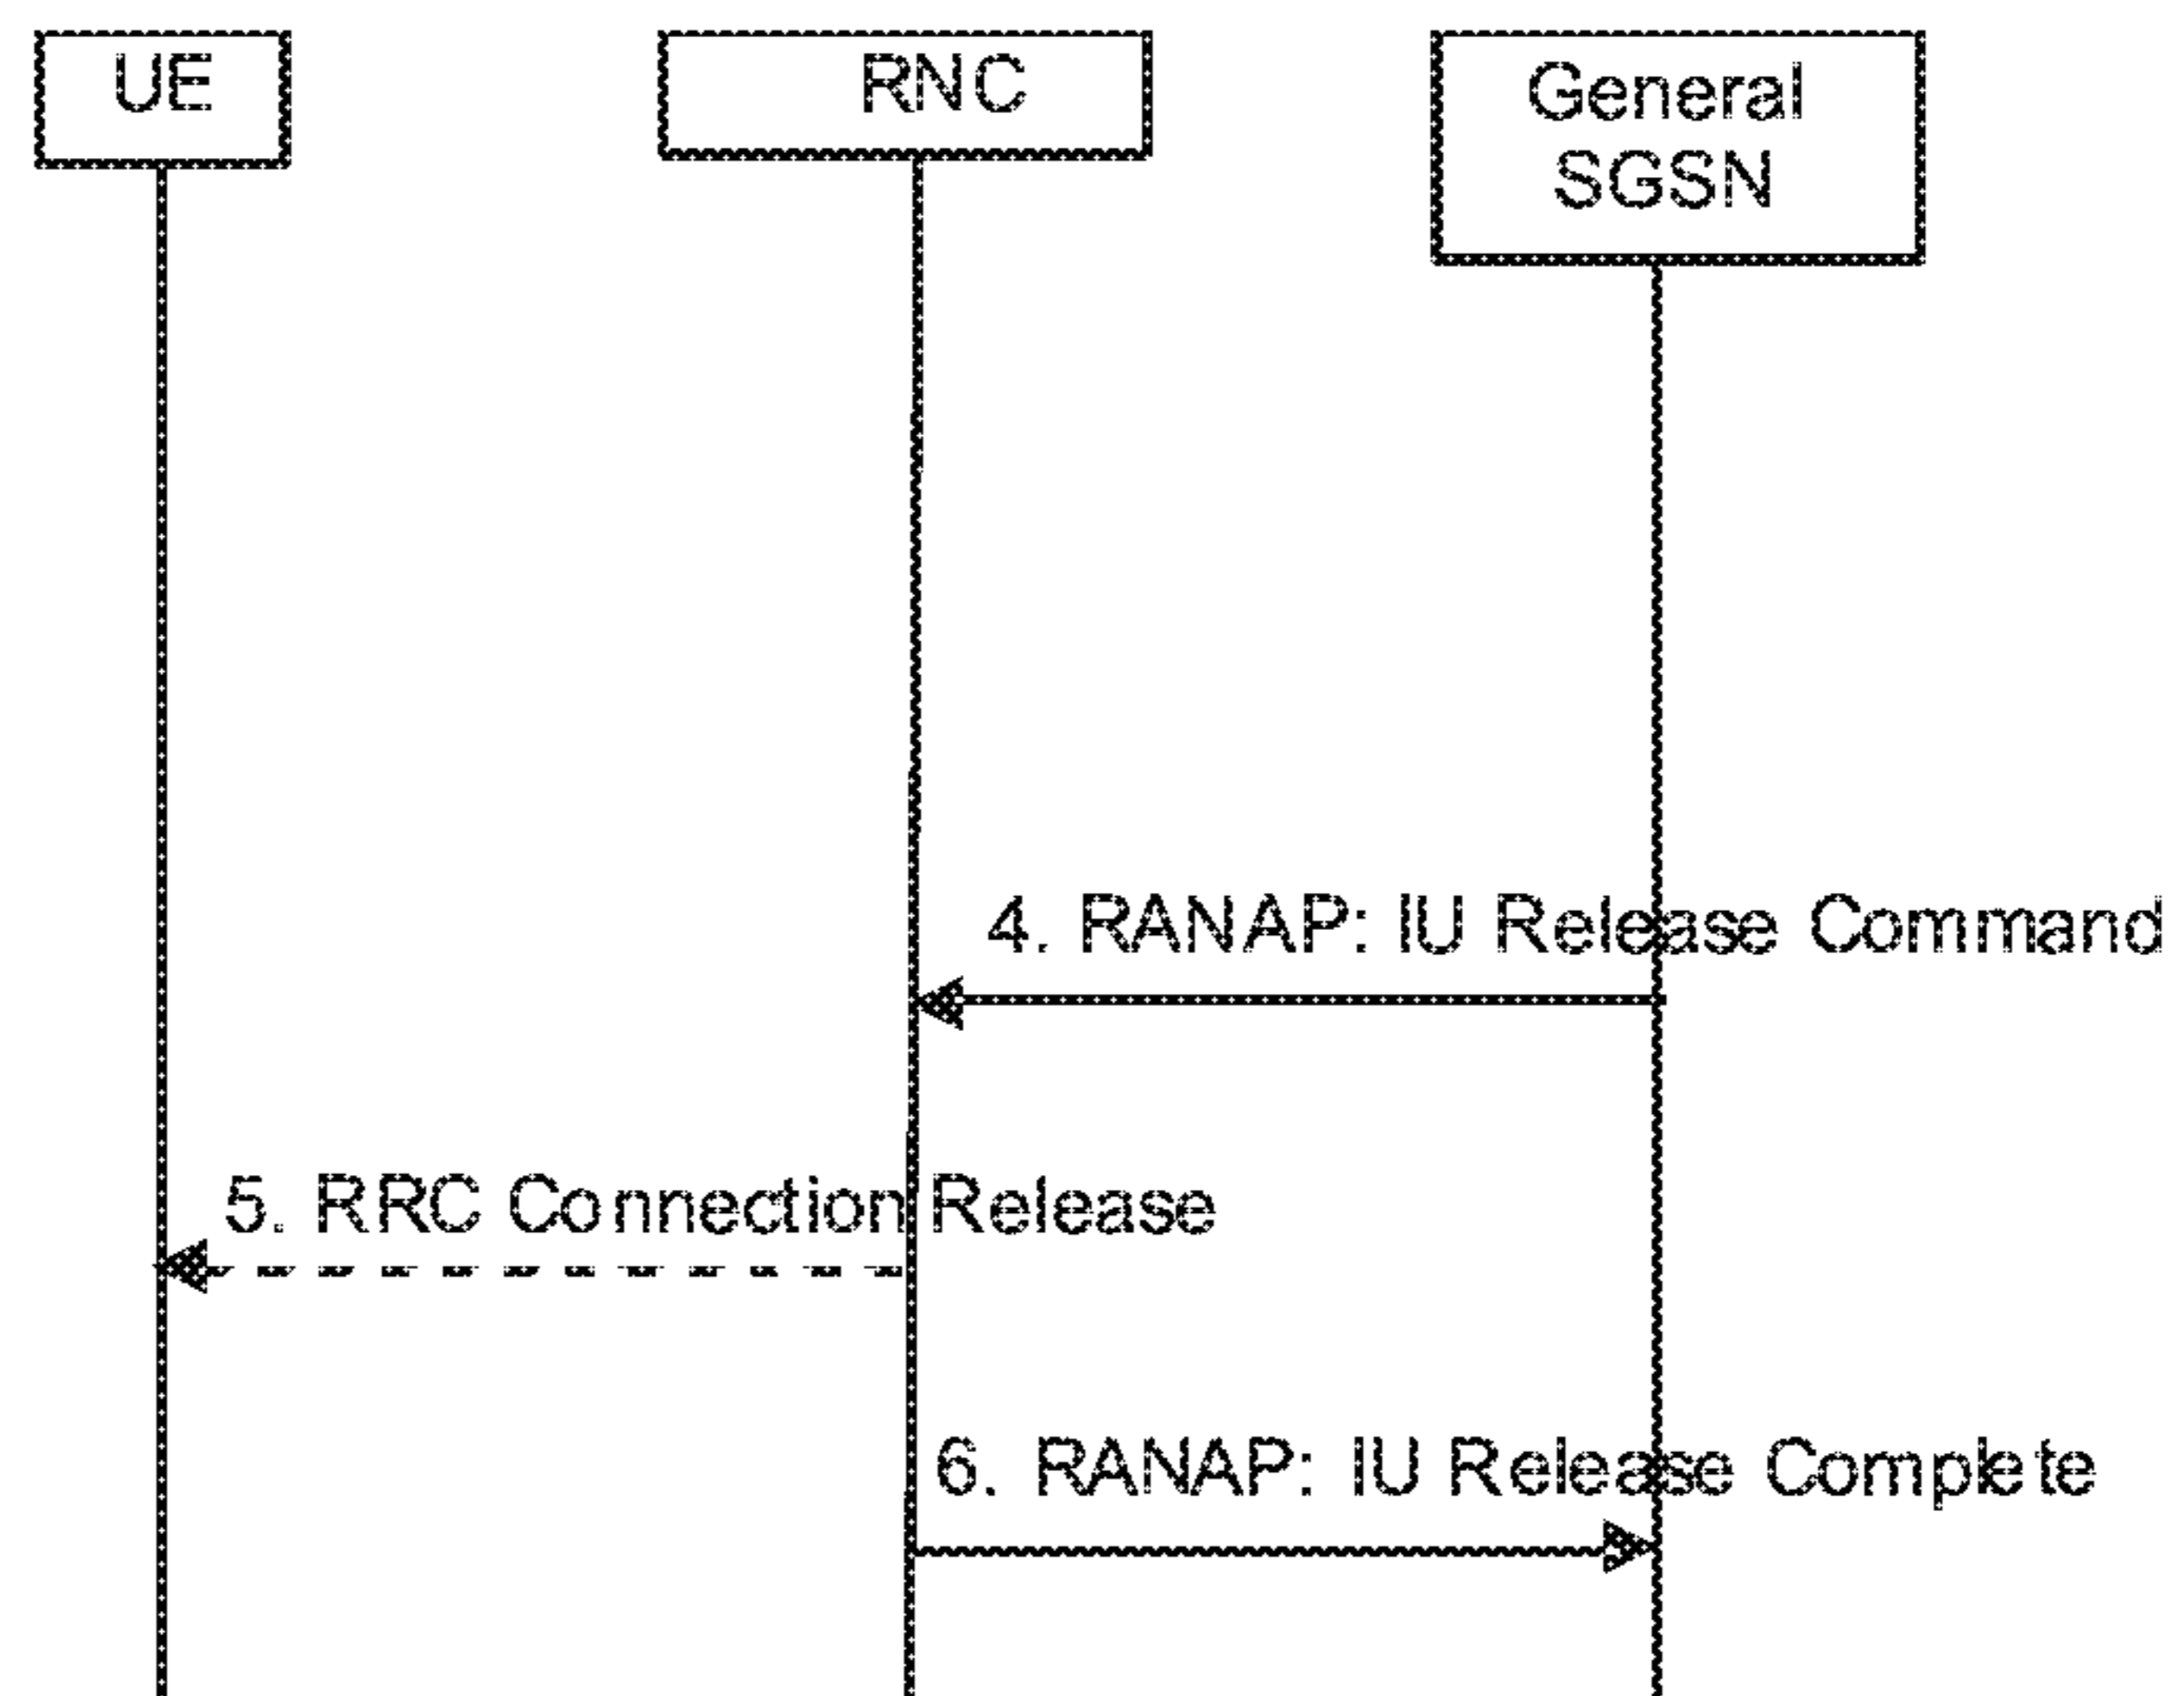 UE
RNC
General
SGSN
4. RANAP: IU Release Command
5. RRC Connection Release
6. RANAP: IU Release Complete